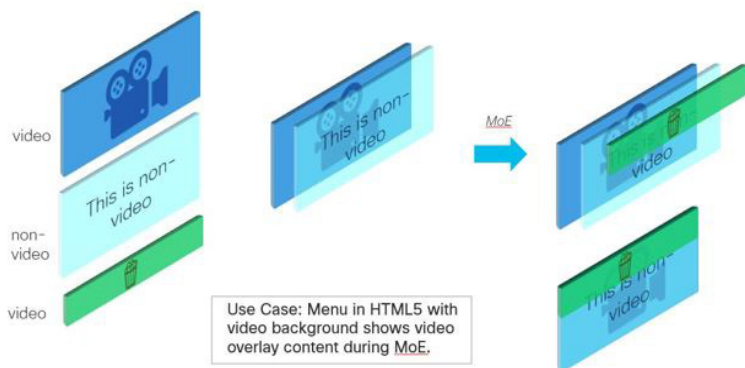 video
This is non-
video
non-
video
video
This is non-
video
MoE
This is non-
video
This is non-
video
Use Case: Menu in HTML5 with
video background shows video
overlay content during MoE.